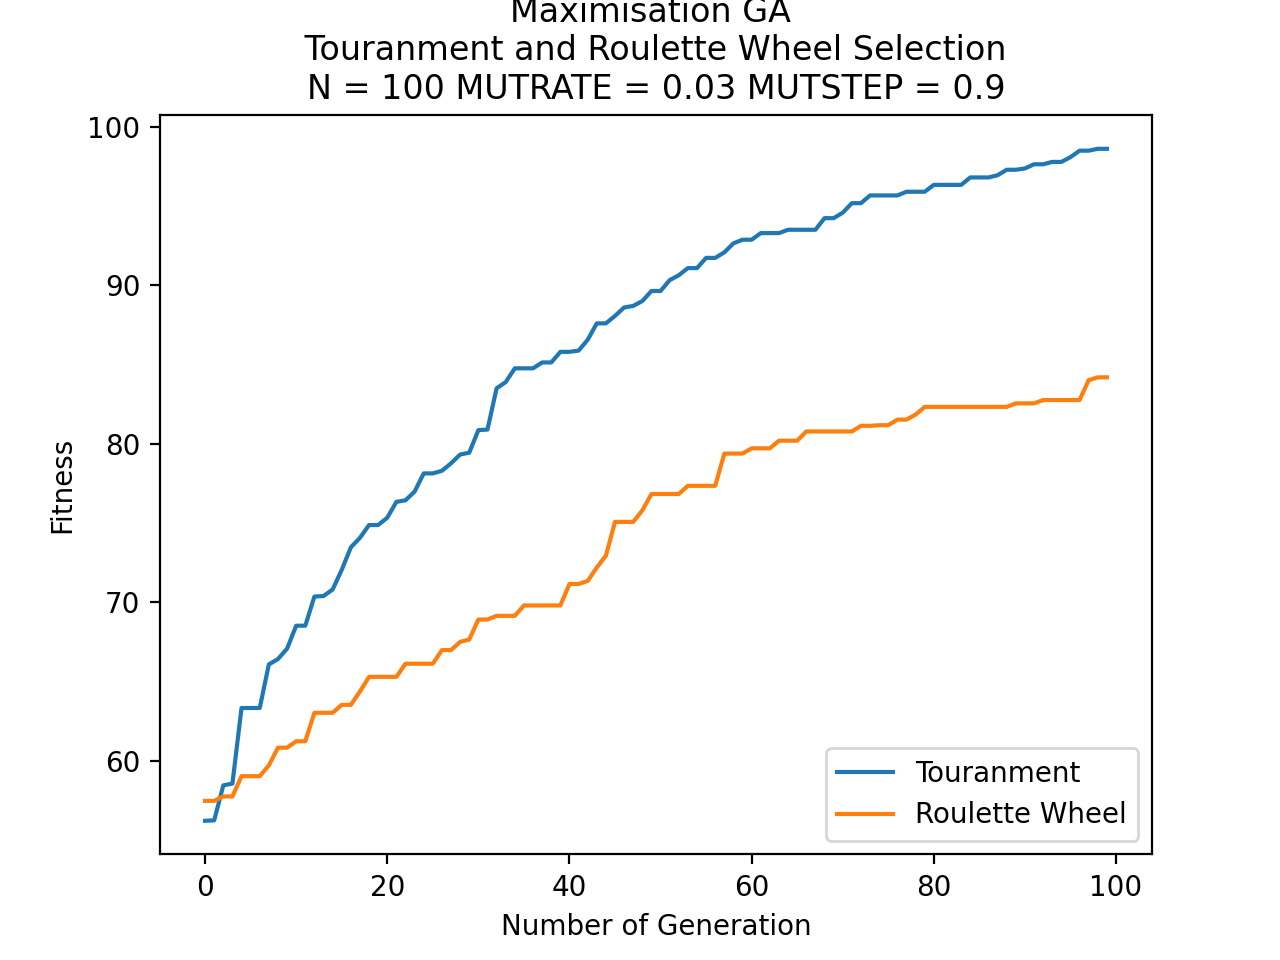 Maximisation GA
Touranment and Roulette Wheel Selection
N = 100 MUTRATE = 0.03 MUTSTEP = 0.9
100
90
80
70
60
Fitness
0 20 40 60 80 100
Number of Generation
Touranment
Roulette Wheel